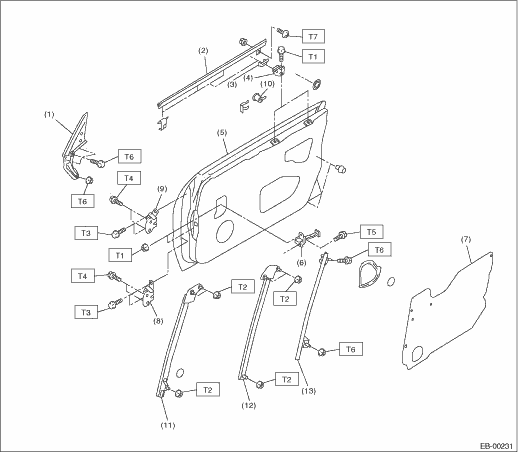 T7
(2)
T1
(4)
(3)
(10)
(1)
(5)
T6
T4
(9)
T6
T3
T5
(7)
T1
T6
(6)
T4
T2
T2
T3
(8)
T6
T2
T2
(13)
(12)
(11)
EB-00231